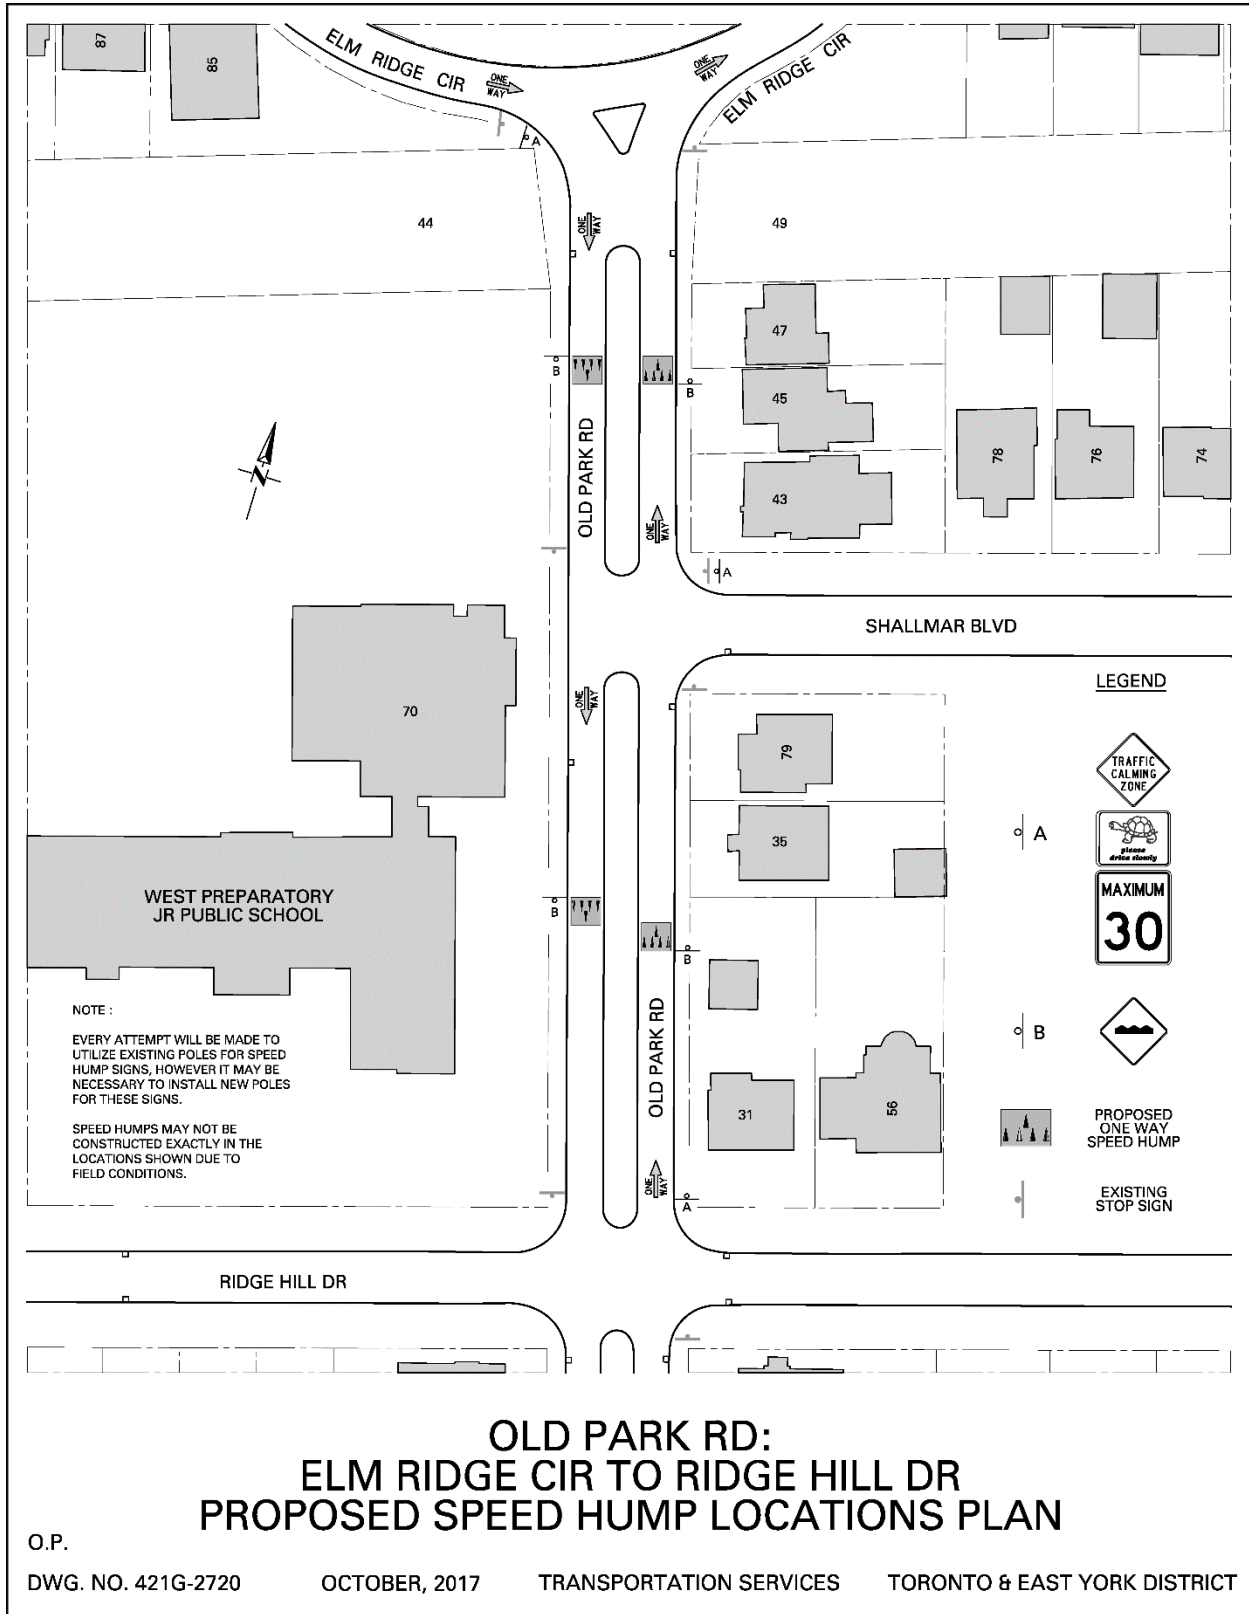 87
85
ELM RIDGE CIR
ONE
WAY
ONE
WAY
ELM RIDGE CIR
A
44
ONE
WAY
49
47
B
B
45
OLD PARK RD
N
43
78
76
74
ONE
WAY
A
SHALLMAR BLVD
70
ONE
WAY
79
35
WEST PREPARATORY
JR PUBLIC SCHOOL
B
B
OLD PARK RD
31
56
ONE
WAY
A
NOTE :
EVERY ATTEMPT WILL BE MADE TO
UTILIZE EXISTING POLES FOR SPEED
HUMP SIGNS, HOWEVER IT MAY BE
NECESSARY TO INSTALL NEW POLES
FOR THESE SIGNS.
SPEED HUMPS MAY NOT BE
CONSTRUCTED EXACTLY IN THE
LOCATIONS SHOWN DUE TO
FIELD CONDITIONS.
LEGEND
TRAFFIC
CALMING
ZONE
A
please
drive slowly
MAXIMUM
30
B
PROPOSED
ONE WAY
SPEED HUMP
EXISTING
STOP SIGN
RIDGE HILL DR
OLD PARK RD:
ELM RIDGE CIR TO RIDGE HILL DR
PROPOSED SPEED HUMP LOCATIONS PLAN
O.P.
DWG. NO. 421G-2720 OCTOBER, 2017 TRANSPORTATION SERVICES TORONTO & EAST YORK DISTRICT